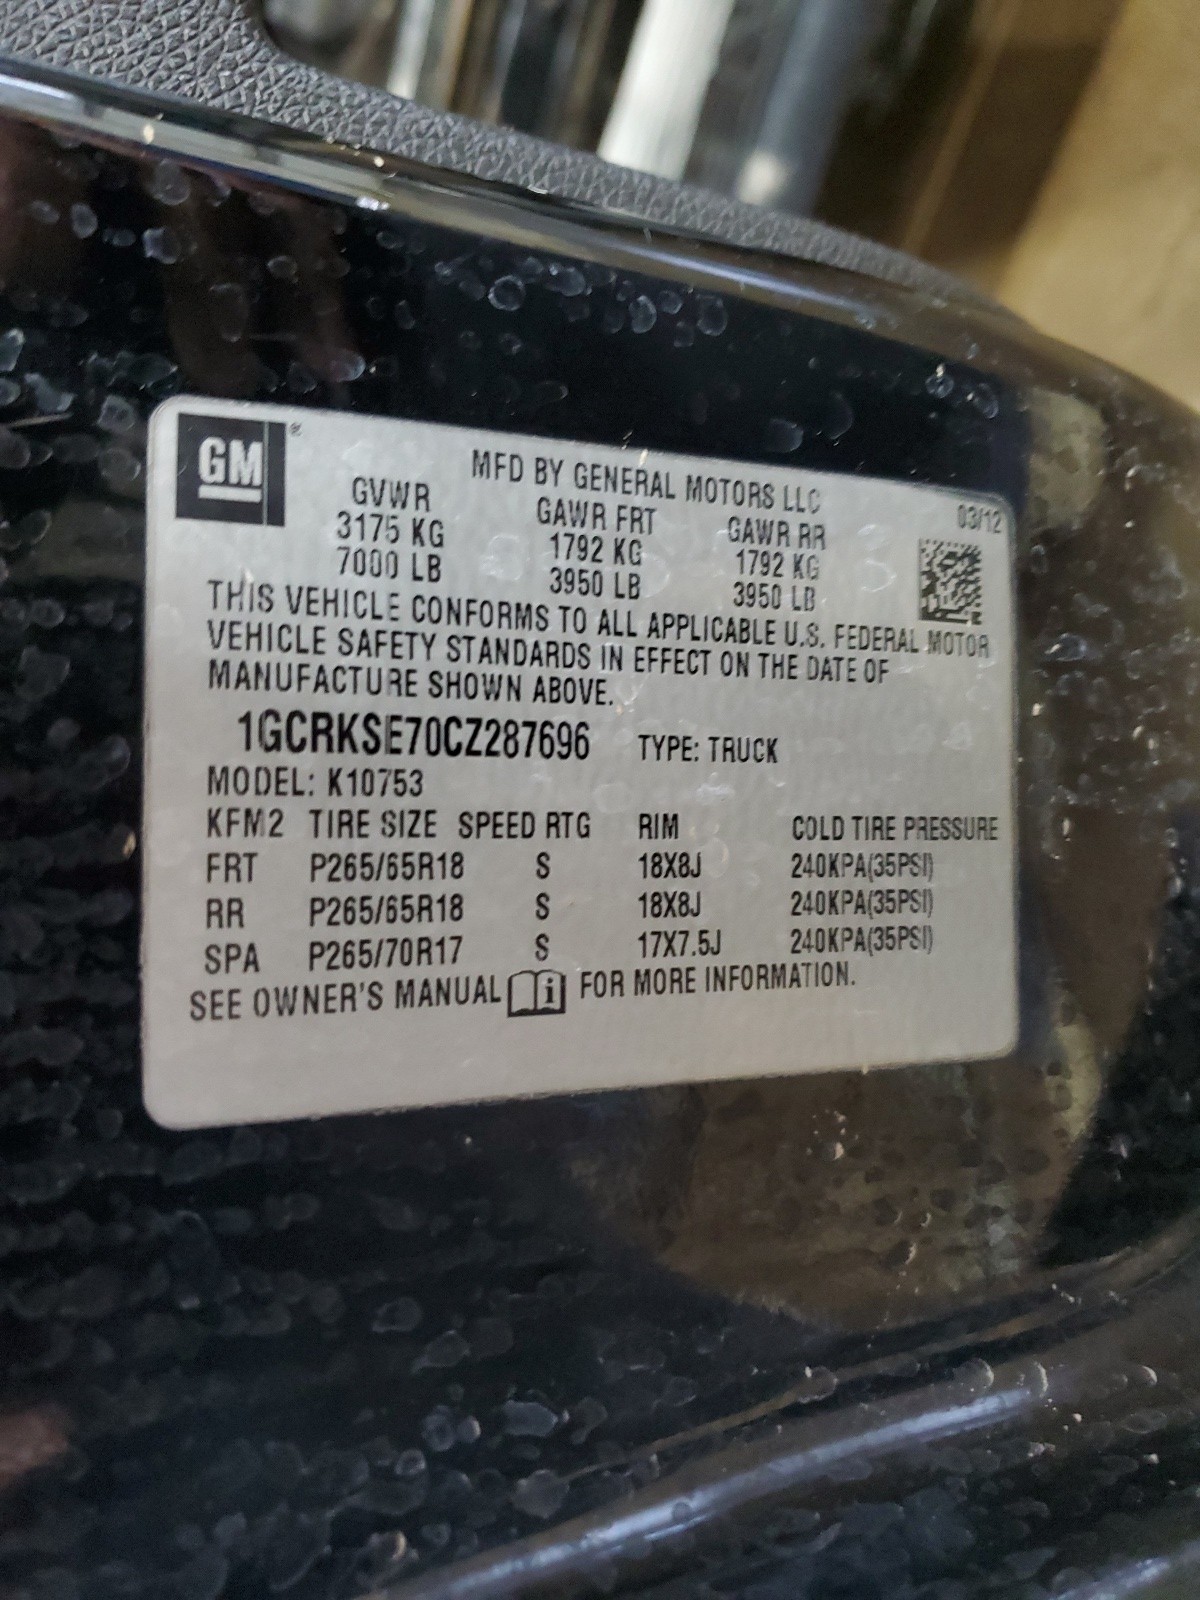 GM®
MFD BY GENERAL MOTORS LLC
03/12
GVWR GAWR FRT GAWR RR
3175 KG 1792 KG 1792 KG
7000 LB 3950 LB 3950 LB
THIS VEHICLE CONFORMS TO ALL APPLICABLE U.S. FEDERAL MOTOR
VEHICLE SAFETY STANDARDS IN EFFECT ON THE DATE OF
MANUFACTURE SHOWN ABOVE.
1GCRKSE70CZ287696 TYPE: TRUCK
MODEL: K10753
KFM2 TIRE SIZE SPEED RTG RIM COLD TIRE PRESSURE
FRT P265/65R18 S 18X8J 240KPA(35PSI)
RR P265/65R18 S 18X8J 240KPA(35PSI)
SPA P265/70R17 S 17X7.5J 240KPA(35PSI)
SEE OWNER'S MANUAL i FOR MORE INFORMATION.